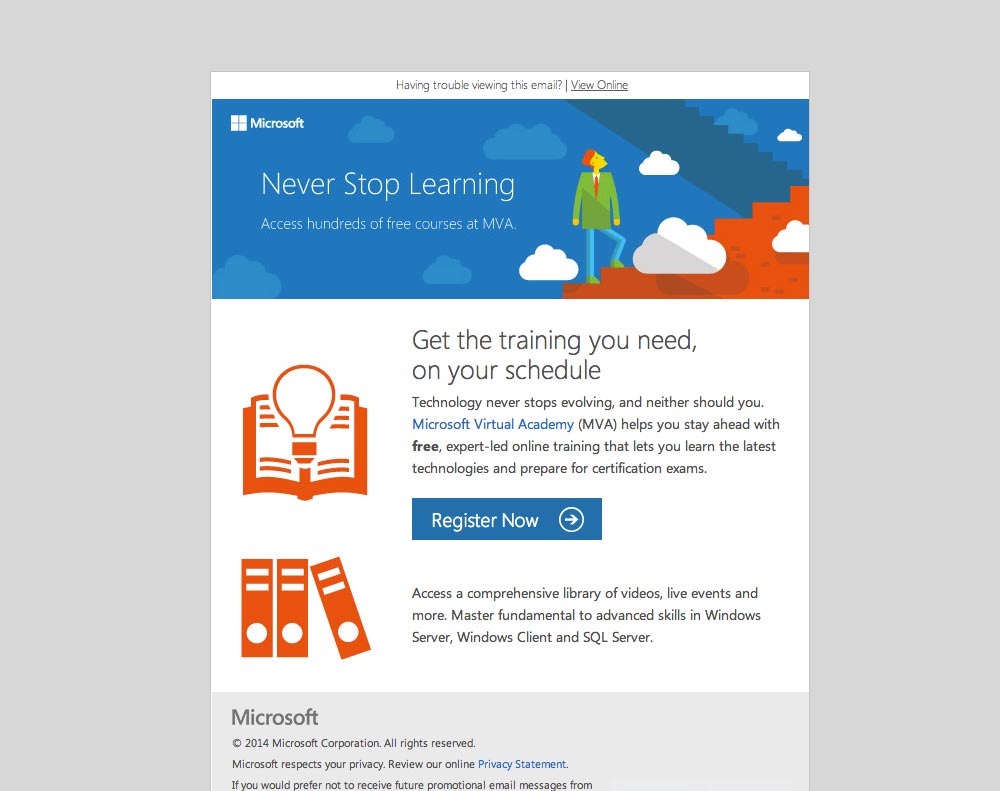 Having trouble viewing this email? | View Online
Microsoft
Never Stop Learning
Access hundreds of free courses at MVA.
Get the training you need,
on your schedule
Technology never stops evolving, and neither should you.
Microsoft Virtual Academy (MVA) helps you stay ahead with
free, expert-led online training that lets you learn the latest
technologies and prepare for certification exams.
Register Now
Access a comprehensive library of videos, live events and
more. Master fundamental to advanced skills in Windows
Server, Windows Client and SQL Server.
Microsoft
© 2014 Microsoft Corporation. All rights reserved.
Microsoft respects your privacy. Review our online Privacy Statement.
If you would prefer not to receive future promotional email messages from